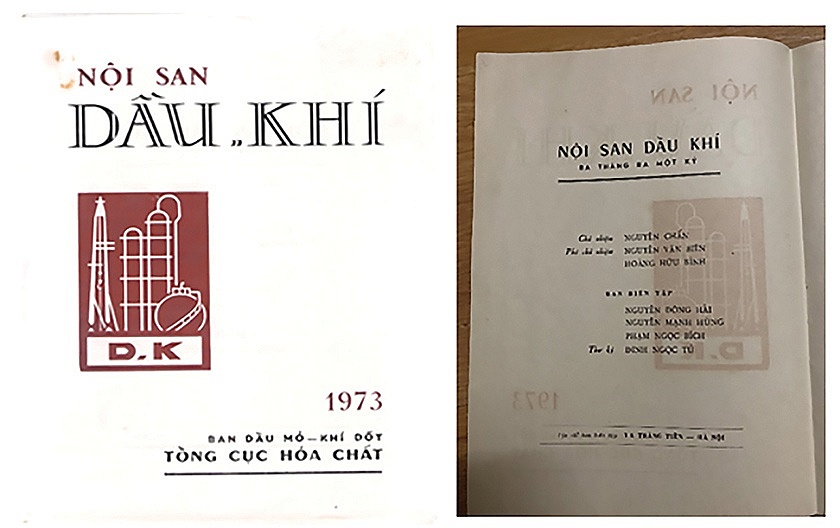 NỘI SAN
DẦU „ KHÍ
D„K
1973
BAN DẦU MỎ—KHÍ ĐỐT
TỔNG CỤC HÓA CHẤT
NỘI SAN DẦU KHÍ
BA THÁNG RA MỘT KỲ
Chủ nhiệm NGUYỄN CHẤN
Phó chủ nhiệm NGUYỄN VĂN BIÊN
HOÀNG HỮU BÌNH
BAN BIÊN TẬP
NGUYỄN ĐÔNG HẢI
NGUYỄN MẠNH HÙNG
PHẠM NGỌC BÍCH
Thư ký ĐINH NGỌC TÚ
1A TRÀNG TIỀN — HÀ NỘI